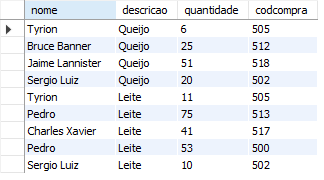 nome descricao quantidade codcompra
Tyrion Queijo 6 505
Bruce Banner Queijo 25 512
Jaime Lannister Queijo 51 518
Sergio Luiz Queijo 20 502
Tyrion Leite 11 505
Pedro Leite 75 513
Charles Xavier Leite 41 517
Pedro Leite 53 500
Sergio Luiz Leite 10 502